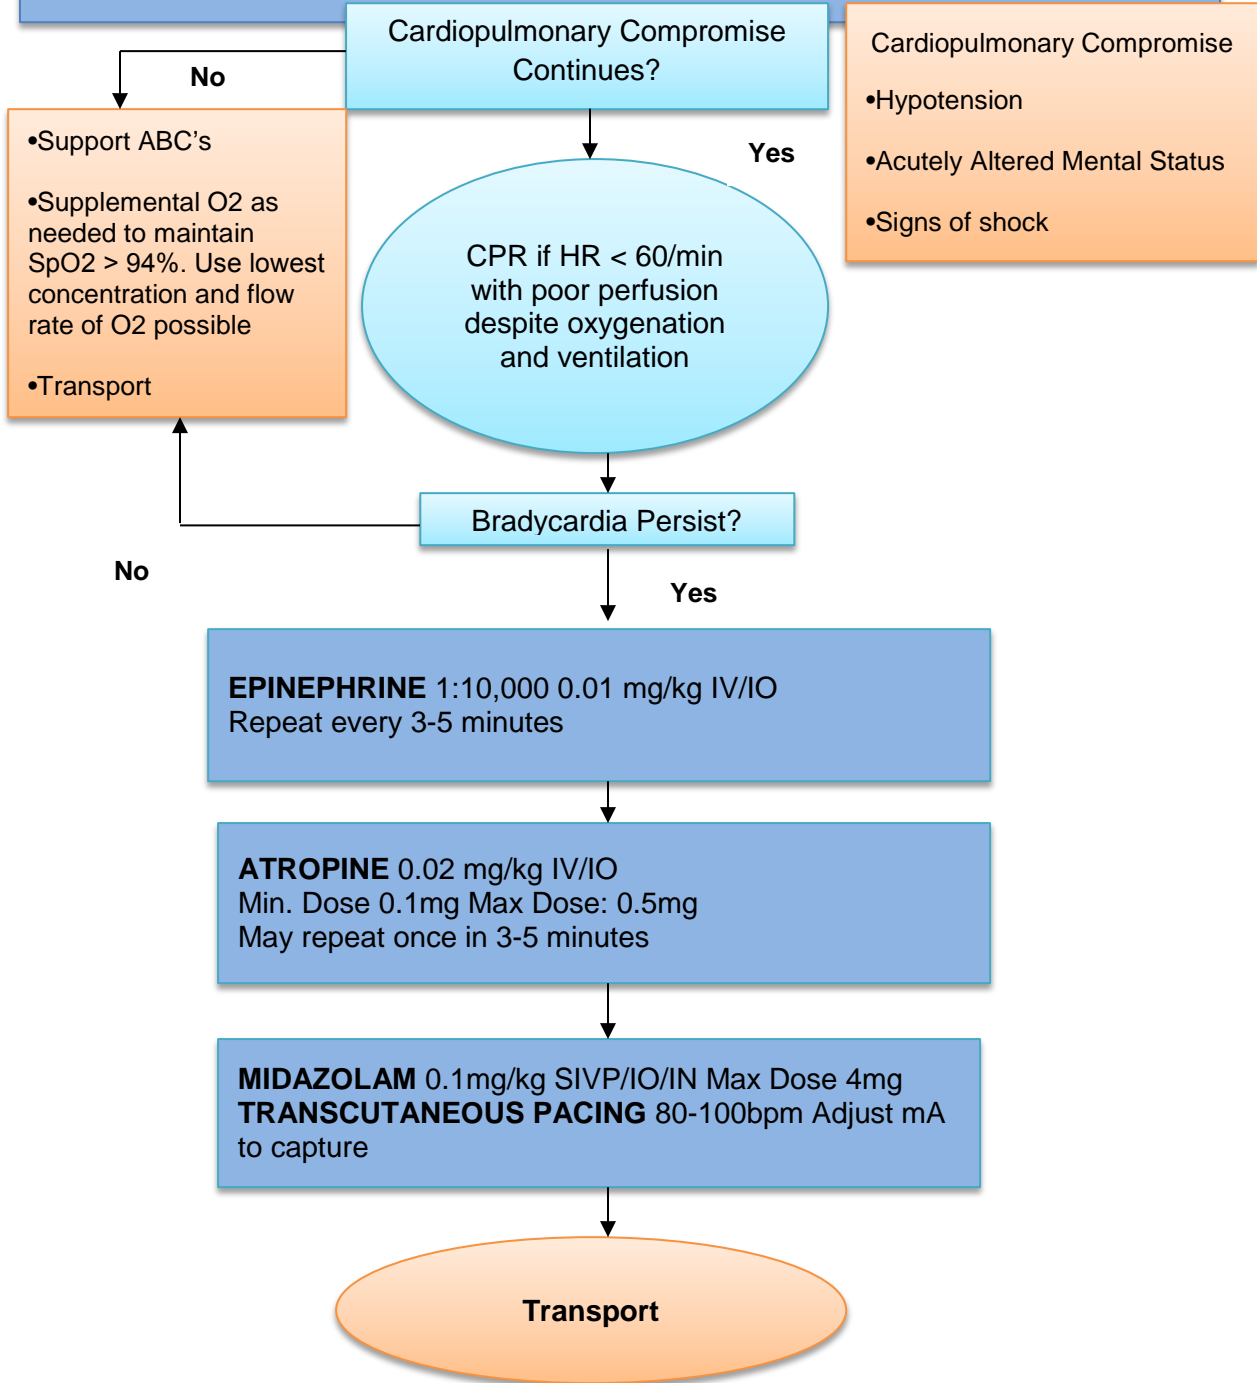 Cardiopulmonary Compromise
Continues?
Cardiopulmonary Compromise
•Hypotension
•Acutely Altered Mental Status
•Signs of shock
No
Yes
•Support ABC's
•Supplemental O2 as
needed to maintain
SpO2 > 94%. Use lowest
concentration and flow
rate of O2 possible
•Transport
CPR if HR < 60/min
with poor perfusion
despite oxygenation
and ventilation
Bradycardia Persist?
No
Yes
EPINEPHRINE 1:10,000 0.01 mg/kg IV/IO
Repeat every 3-5 minutes
ATROPINE 0.02 mg/kg IV/IO
Min. Dose 0.1mg Max Dose: 0.5mg
May repeat once in 3-5 minutes
MIDAZOLAM 0.1mg/kg SIVP/IO/IN Max Dose 4mg
TRANSCUTANEOUS PACING 80-100bpm Adjust mA
to capture
Transport